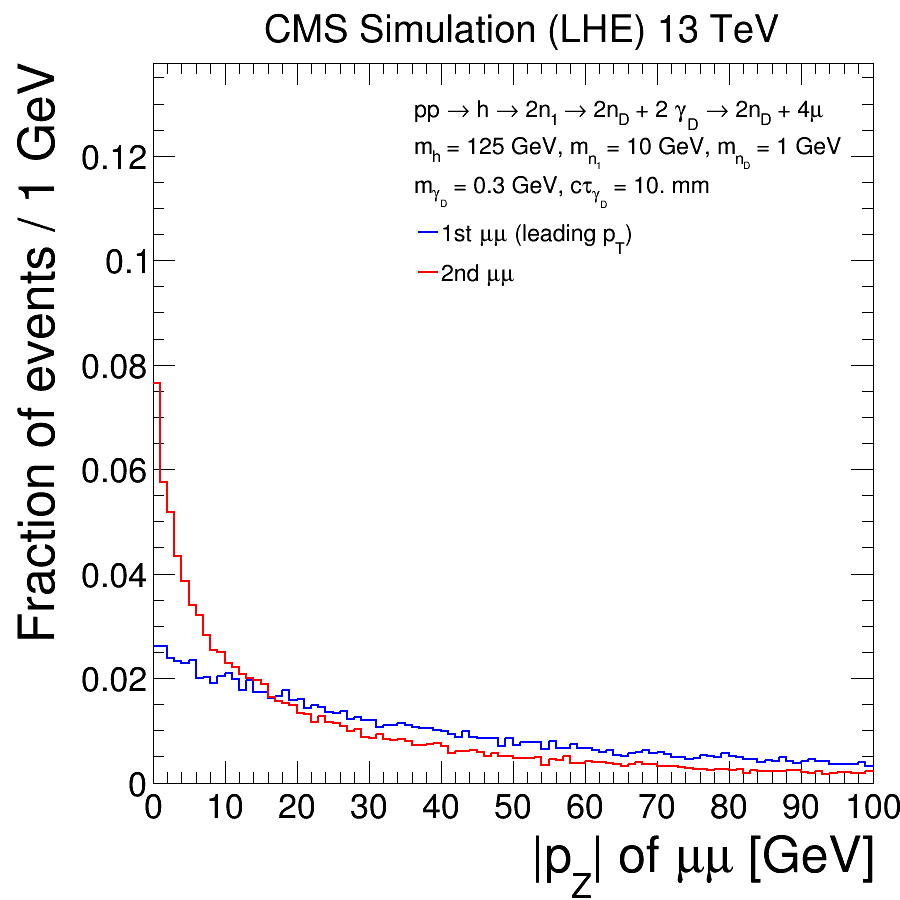 CMS Simulation (LHE) 13 TeV
Fraction of events / 1 GeV
pp → h → 2n1 → 2nD + 2 γD → 2nD + 4μ
mh = 125 GeV, mn1 = 10 GeV, mnD = 1 GeV
mγD = 0.3 GeV, cτγD = 10. mm
1st μμ (leading pT)
2nd μμ
0.12
0.1
0.08
0.06
0.04
0.02
0
0 10 20 30 40 50 60 70 80 90 100
|pZ| of μμ [GeV]